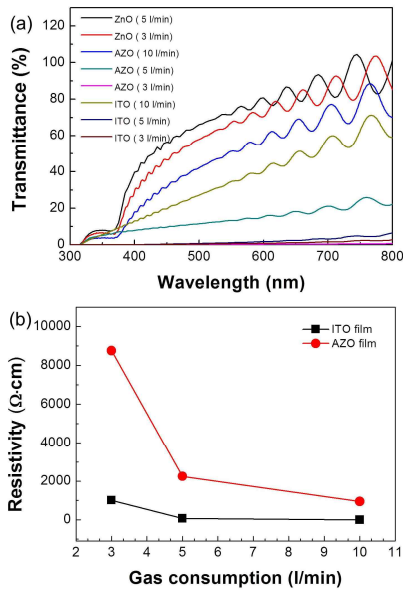 (a)
120
100
80
60
40
20
0
Transmittance (%)
ZnO ( 5 l/min)
ZnO ( 3 l/min)
AZO ( 10 l/min)
AZO ( 5 l/min)
AZO ( 3 l/min)
ITO ( 10 l/min)
ITO ( 5 l/min)
ITO ( 3 l/min)
300 400 500 600 700 800
Wavelength (nm)
(b)
10000
8000
6000
4000
2000
0
Resistivity (Ω·cm)
ITO film
AZO film
2 3 4 5 6 7 8 9 10 11
Gas consumption (l/min)